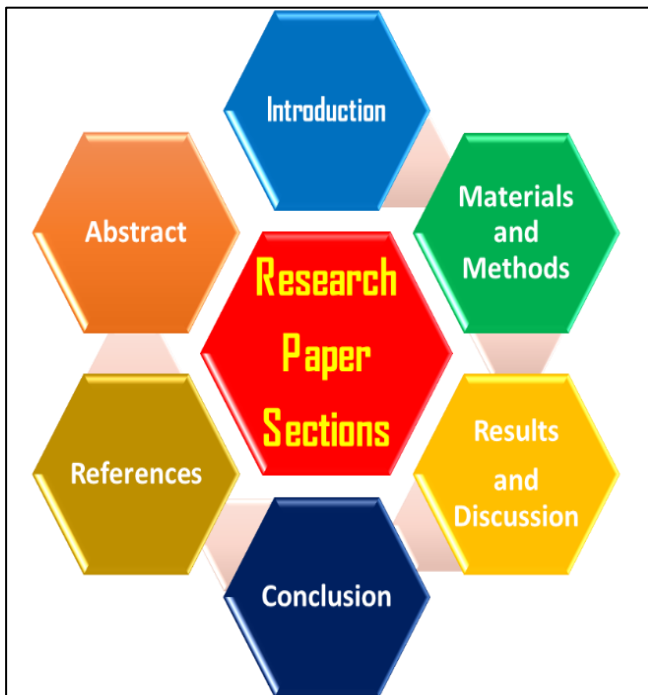 Introduction
Abstract
Materials
and
Methods
Research
Paper
Sections
References
Results
and
Discussion
Conclusion